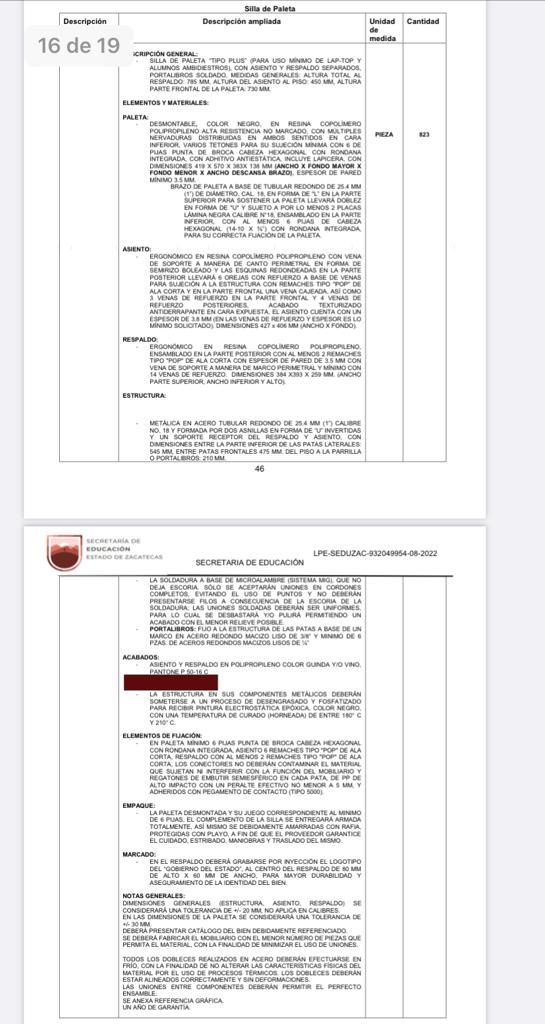 Silla de Paleta
Descripción
Descripción ampliada
Unidad de medida
Cantidad
16 de 19
SCRIPCIÓN GENERAL:
- SILLA DE PALETA "TIPO PLUS" (PARA USO MÍNIMO DE LAP-TOP Y
ALUMNOS AMBIDIESTROS), CON ASIENTO Y RESPALDO SEPARADOS,
PORTALIBROS SOLDADO, MEDIDAS GENERALES: ALTURA TOTAL AL
RESPALDO: 785 MM, ALTURA DEL ASIENTO AL PISO: 450 MM, ALTURA
PARTE FRONTAL DE LA PALETA: 730 MM.
ELEMENTOS Y MATERIALES:
PALETA:
- DESMONTABLE, COLOR NEGRO, EN RESINA COPOLÍMERO
POLIPROPILENO ALTA RESISTENCIA NO MARCADO, CON MÚLTIPLES
NERVADURAS DISTRIBUIDAS EN AMBOS SENTIDOS EN CARA
INFERIOR, VARIOS TETONES PARA SU SUJECIÓN MÍNIMA CON 6 DE
PIJAS PUNTA DE BROCA CABEZA HEXAGONAL CON RONDANA
INTEGRADA, CON ADHITIVO ANTIESTÁTICA, INCLUYE LAPICERA, CON
DIMENSIONES 419 X 570 X 383X 138 MM (ANCHO X FONDO MAYOR X
FONDO MENOR X ANCHO DESCANSA BRAZO), ESPESOR DE PARED
MÍNIMO 3.5 MM.
BRAZO DE PALETA A BASE DE TUBULAR REDONDO DE 25.4 MM
(1") DE DIÁMETRO, CAL. 18, EN FORMA DE "L" EN LA PARTE
SUPERIOR PARA SOSTENER LA PALETA LLEVARÁ DOBLEZ
EN FORMA DE "U" Y SUJETO A POR LO MENOS 2 PLACAS
LÁMINA NEGRA CALIBRE N°18, ENSAMBLADO EN LA PARTE
INFERIOR, CON AL MENOS 6 PIJAS DE CABEZA
HEXAGONAL (14-10 X ¾") CON RONDANA INTEGRADA,
PARA SU CORRECTA FIJACIÓN DE LA PALETA.
PIEZA
823
ASIENTO:
- ERGONÓMICO EN RESINA COPOLÍMERO POLIPROPILENO CON VENA
DE SOPORTE A MANERA DE CANTO PERIMETRAL EN FORMA DE
SEMIRIZO BOLEADO Y LAS ESQUINAS REDONDEADAS EN LA PARTE
POSTERIOR LLEVARÁ 6 OREJAS CON REFUERZO A BASE DE VENAS
PARA SUJECIÓN A LA ESTRUCTURA CON REMACHES TIPO "POP" DE
ALA CORTA Y EN LA PARTE FRONTAL UNA VENA CAJEADA, ASÍ COMO
3 VENAS DE REFUERZO EN LA PARTE FRONTAL Y 4 VENAS DE
REFUERZO POSTERIORES, ACABADO TEXTURIZADO
ANTIDERRAPANTE EN CARA EXPUESTA, EL ASIENTO CUENTA CON UN
ESPESOR DE 3.8 MM (EN LAS VENAS DE REFUERZO Y ESPESOR ES LO
MÍNIMO SOLICITADO). DIMENSIONES 427 x 406 MM (ANCHO X FONDO).
RESPALDO:
- ERGONÓMICO EN RESINA COPOLÍMERO POLIPROPILENO,
ENSAMBLADO EN LA PARTE POSTERIOR CON AL MENOS 2 REMACHES
TIPO "POP" DE ALA CORTA CON ESPESOR DE PARED DE 3.5 MM CON
VENA DE SOPORTE A MANERA DE MARCO PERIMETRAL Y MÍNIMO CON
14 VENAS DE REFUERZO. DIMENSIONES 384 X393 X 259 MM. (ANCHO
PARTE SUPERIOR, ANCHO INFERIOR Y ALTO).
ESTRUCTURA:
- METÁLICA EN ACERO TUBULAR REDONDO DE 25.4 MM (1") CALIBRE
NO. 18 Y FORMADA POR DOS ASNILLAS EN FORMA DE "U" INVERTIDAS
Y UN SOPORTE RECEPTOR DEL RESPALDO Y ASIENTO, CON
DIMENSIONES ENTRE LA PARTE INFERIOR DE LAS PATAS LATERALES:
545 MM, ENTRE PATAS FRONTALES 475 MM. DEL PISO A LA PARRILLA
O PORTALIBROS: 210 MM.
46
SECRETARÍA DE
EDUCACIÓN
ESTADO DE ZACATECAS
LPE-SEDUZAC-932049954-08-2022
SECRETARIA DE EDUCACIÓN
- LA SOLDADURA A BASE DE MICROALAMBRE (SISTEMA MIG), QUE NO
DEJA ESCORIA. SÓLO SE ACEPTARÁN UNIONES EN CORDONES
COMPLETOS, EVITANDO EL USO DE PUNTOS Y NO DEBERÁN
PRESENTARSE FILOS A CONSECUENCIA DE LA ESCORIA DE LA
SOLDADURA; LAS UNIONES SOLDADAS DEBERÁN SER UNIFORMES,
PARA LO CUAL SE DESBASTARÁ Y/O PULIRÁ PERMITIENDO UN
ACABADO CON EL MENOR RELIEVE POSIBLE.
- PORTALIBROS: FIJO A LA ESTRUCTURA DE LAS PATAS A BASE DE UN
MARCO EN ACERO REDONDO MACIZO LISO DE 3/8" Y MÍNIMO DE 6
PZAS. DE ACEROS REDONDOS MACIZOS LISOS DE ¼"
ACABADOS:
- ASIENTO Y RESPALDO EN POLIPROPILENO COLOR GUINDA Y/O VINO,
PANTONE P 50-16 C
- LA ESTRUCTURA EN SUS COMPONENTES METÁLICOS DEBERÁN
SOMETERSE A UN PROCESO DE DESENGRASADO Y FOSFATIZADO
PARA RECIBIR PINTURA ELECTROSTÁTICA EPÓXICA, COLOR NEGRO,
CON UNA TEMPERATURA DE CURADO (HORNEADA) DE ENTRE 180° C
Y 210° C.
ELEMENTOS DE FIJACIÓN:
- EN PALETA MÍNIMO 6 PIJAS PUNTA DE BROCA CABEZA HEXAGONAL
CON RONDANA INTEGRADA, ASIENTO 6 REMACHES TIPO "POP" DE ALA
CORTA, RESPALDO CON AL MENOS 2 REMACHES TIPO "POP" DE ALA
CORTA, LOS CONECTORES NO DEBERÁN CONTAMINAR EL MATERIAL
QUE SUJETAN NI INTERFERIR CON LA FUNCIÓN DEL MOBILIARIO Y
REGATONES DE EMBUTIR SEMIESFÉRICO EN CADA PATA, DE PP DE
ALTO IMPACTO CON UN PERALTE EFECTIVO NO MENOR A 5 MM, Y
ADHERIDOS CON PEGAMENTO DE CONTACTO (TIPO 5000).
EMPAQUE:
- LA PALETA DESMONTADA Y SU JUEGO CORRESPONDIENTE AL MINIMO
DE 6 PIJAS, EL COMPLEMENTO DE LA SILLA SE ENTREGARÁ ARMADA
TOTALMENTE, ASÍ MISMO SE DEBIDAMENTE AMARRADAS CON RAFIA,
PROTEGIDAS CON PLAYO, A FIN DE QUE EL PROVEEDOR GARANTICE
EL CUIDADO, ESTRIBADO, MANIOBRAS Y TRASLADO DEL MISMO.
MARCADO:
- EN EL RESPALDO DEBERÁ GRABARSE POR INYECCIÓN EL LOGOTIPO
DEL "GOBIERNO DEL ESTADO", AL CENTRO DEL RESPALDO DE 80 MM
DE ALTO X 60 MM DE ANCHO, PARA MAYOR DURABILIDAD Y
ASEGURAMIENTO DE LA IDENTIDAD DEL BIEN.
NOTAS GENERALES:
DIMENSIONES GENERALES (ESTRUCTURA, ASIENTO, RESPALDO) SE
CONSIDERARÁ UNA TOLERANCIA DE +/- 20 MM; NO APLICA EN CALIBRES.
EN LAS DIMENSIONES DE LA PALETA SE CONSIDERARÁ UNA TOLERANCIA DE
+/- 30 MM.
DEBERÁ PRESENTAR CATÁLOGO DEL BIEN DEBIDAMENTE REFERENCIADO.
SE DEBERÁ FABRICAR EL MOBILIARIO CON EL MENOR NÚMERO DE PIEZAS QUE
PERMITA EL MATERIAL, CON LA FINALIDAD DE MINIMIZAR EL USO DE UNIONES.
TODOS LOS DOBLECES REALIZADOS EN ACERO DEBERÁN EFECTUARSE EN
FRÍO, CON LA FINALIDAD DE NO ALTERAR LAS CARACTERÍSTICAS FÍSICAS DEL
MATERIAL POR EL USO DE PROCESOS TÉRMICOS. LOS DOBLECES DEBERÁN
ESTAR ALINEADOS CORRECTAMENTE Y SIN DEFORMACIONES.
LAS UNIONES ENTRE COMPONENTES DEBERÁN PERMITIR EL PERFECTO
ENSAMBLE.
SE ANEXA REFERENCIA GRÁFICA.
UN AÑO DE GARANTÍA.